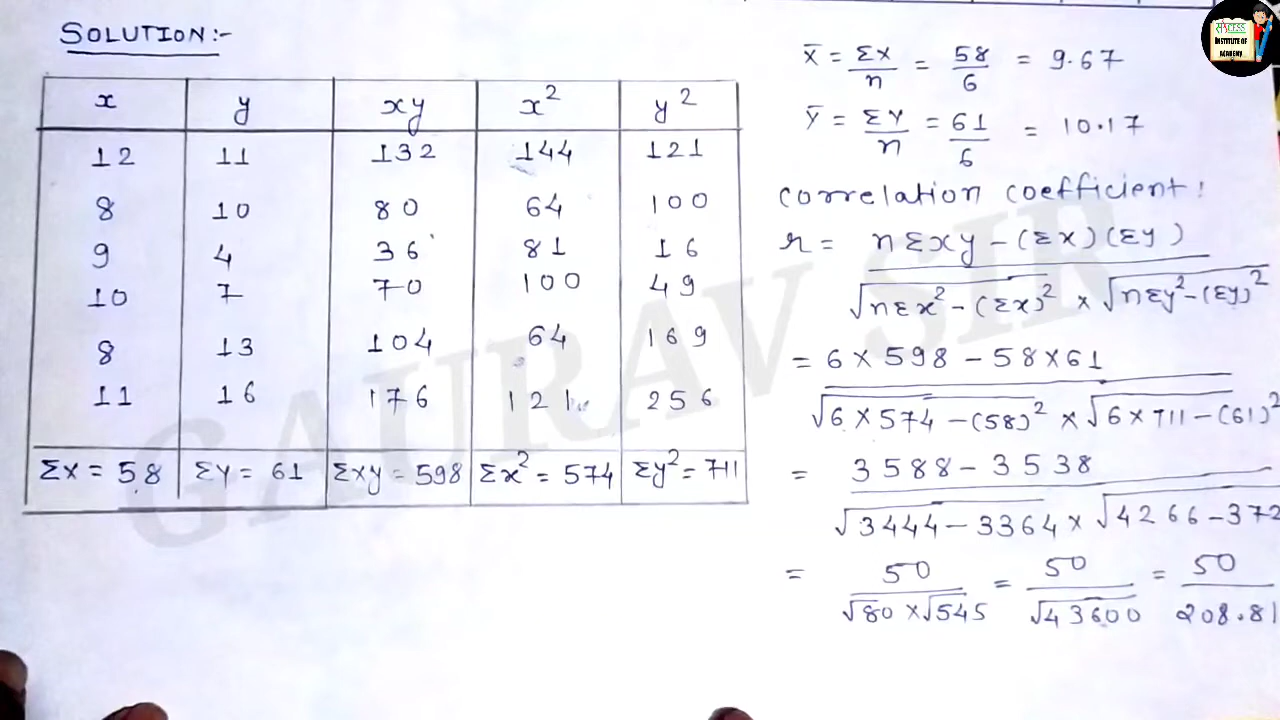 SOLUTION:-
x y xy x² y²
12 11 132 144 121
8 10 80 64 100
9 4 36 81 16
10 7 70 100 49
8 13 104 64 169
11 16 176 121 256
Σx = 58 Σy = 61 Σxy = 598 Σx² = 574 Σy² = 711
x̄ = Σx/n = 58/6 = 9.67
ȳ = Σy/n = 61/6 = 10.17
correlation coefficient:
r = nΣxy - (Σx)(Σy) / √nΣx² - (Σx)² × √nΣy² - (Σy)²
= 6 × 598 - 58 × 61 / √6 × 574 - (58)² × √6 × 711 - (61)²
= 3588 - 3538 / √3444 - 3364 × √4266 - 372
= 50 / √80 × √545 = 50 / √43600 = 50 / 208.81
GAURAV SIR
INSTITUTE OF
ACADEMY